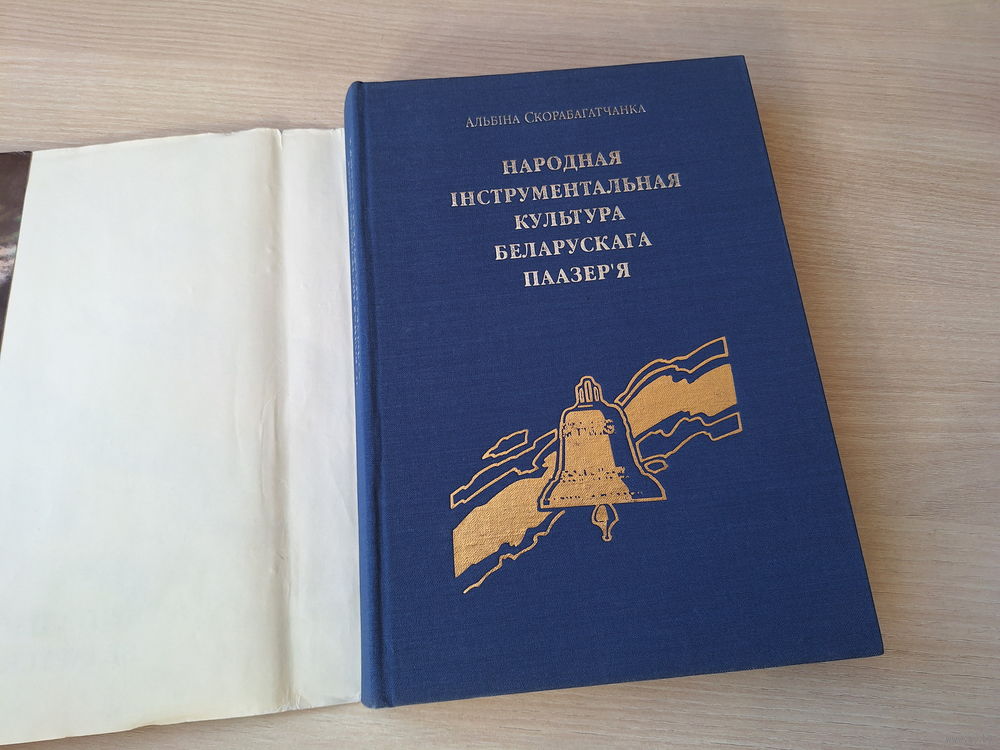 Альбіна Скорабагатчанка
НАРОДНАЯ
ІНСТРУМЕНТАЛЬНАЯ
КУЛЬТУРА
БЕЛАРУСКАГА
ПААЗЕР'Я